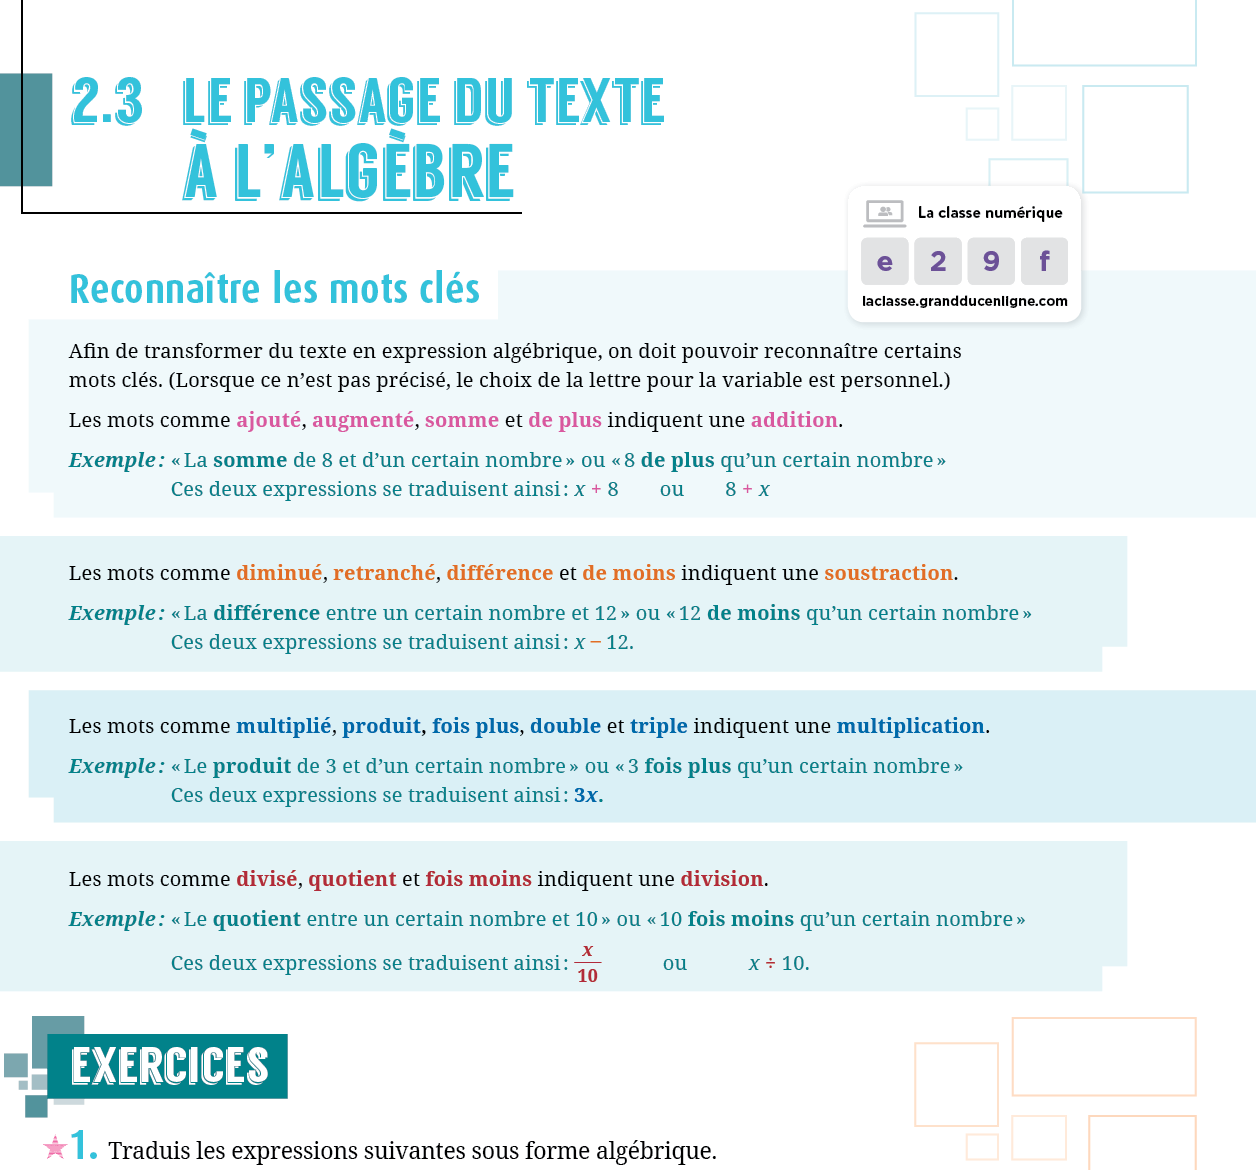 2.3 LE PASSAGE DU TEXTE
À L’ALGÈBRE
La classe numérique
e 2 9 f
laclasse.grandducenligne.com
Reconnaître les mots clés
Afin de transformer du texte en expression algébrique, on doit pouvoir reconnaître certains
mots clés. (Lorsque ce n’est pas précisé, le choix de la lettre pour la variable est personnel.)
Les mots comme ajouté, augmenté, somme et de plus indiquent une addition.
Exemple : « La somme de 8 et d’un certain nombre » ou « 8 de plus qu’un certain nombre »
Ces deux expressions se traduisent ainsi : x + 8 ou 8 + x
Les mots comme diminué, retranché, différence et de moins indiquent une soustraction.
Exemple : « La différence entre un certain nombre et 12 » ou « 12 de moins qu’un certain nombre »
Ces deux expressions se traduisent ainsi : x – 12.
Les mots comme multiplié, produit, fois plus, double et triple indiquent une multiplication.
Exemple : « Le produit de 3 et d’un certain nombre » ou « 3 fois plus qu’un certain nombre »
Ces deux expressions se traduisent ainsi : 3x.
Les mots comme divisé, quotient et fois moins indiquent une division.
Exemple : « Le quotient entre un certain nombre et 10 » ou « 10 fois moins qu’un certain nombre »
Ces deux expressions se traduisent ainsi : x/10 ou x ÷ 10.
EXERCICES
1. Traduis les expressions suivantes sous forme algébrique.